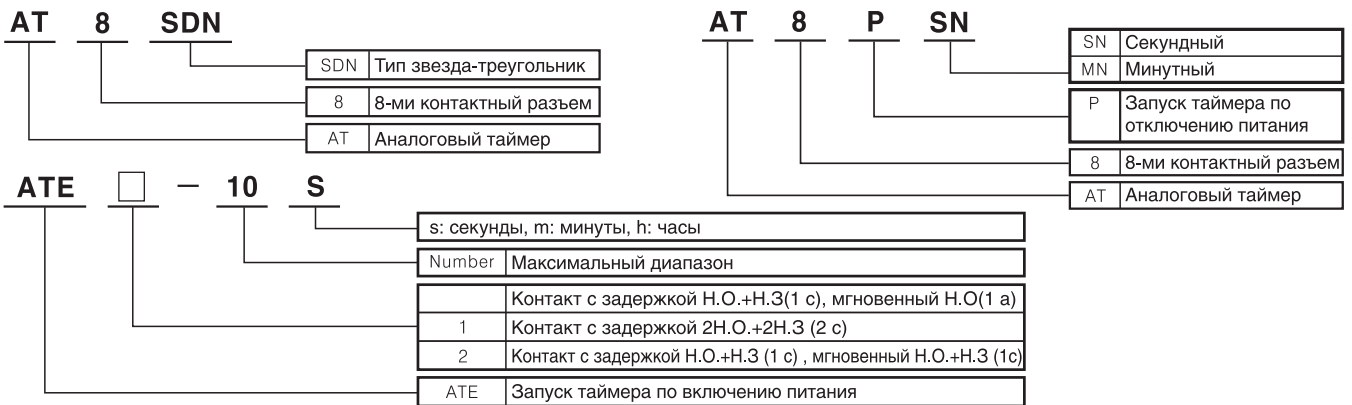 AT 8 SDN
SDN Тип звезда-треугольник
8 8-ми контактный разъем
AT Аналоговый таймер
AT 8 P SN
SN Секундный
MN Минутный
P Запуск таймера по
отключению питания
8 8-ми контактный разъем
AT Аналоговый таймер
ATE □ — 10 S
s: секунды, m: минуты, h: часы
Number Максимальный диапазон
Контакт с задержкой Н.О.+Н.З(1 с), мгновенный Н.О(1 а)
1 Контакт с задержкой 2Н.О.+2Н.З (2 с)
2 Контакт с задержкой Н.О.+Н.З (1 с) , мгновенный Н.О.+Н.З (1с)
ATE Запуск таймера по включению питания